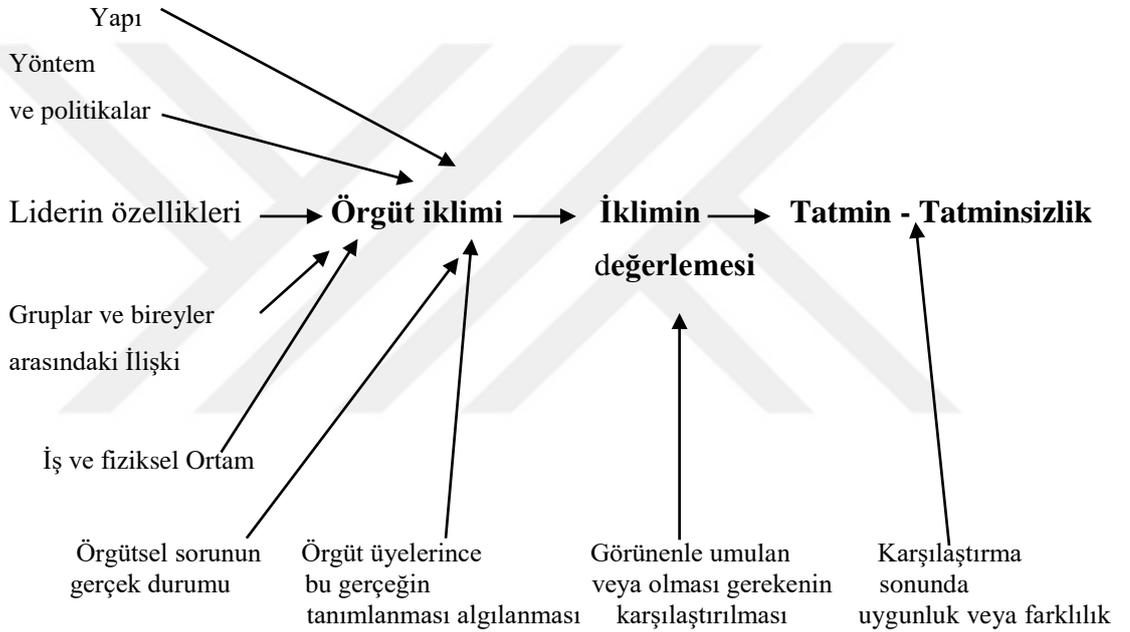 Yapı
Yöntem
ve politikalar
Liderin özellikleri Örgüt iklimi İklimin Tatmin - Tatminsizlik
değerlemesi
Gruplar ve bireyler
arasındaki İlişki
İş ve fiziksel Ortam
Örgütsel sorunun
gerçek durumu
Örgüt üyelerince
bu gerçeğin
tanımlanması algılanması
Görünenle umulan
veya olması gerekenin
karşılaştırılması
Karşılaştırma
sonunda
uygunluk veya farklılık